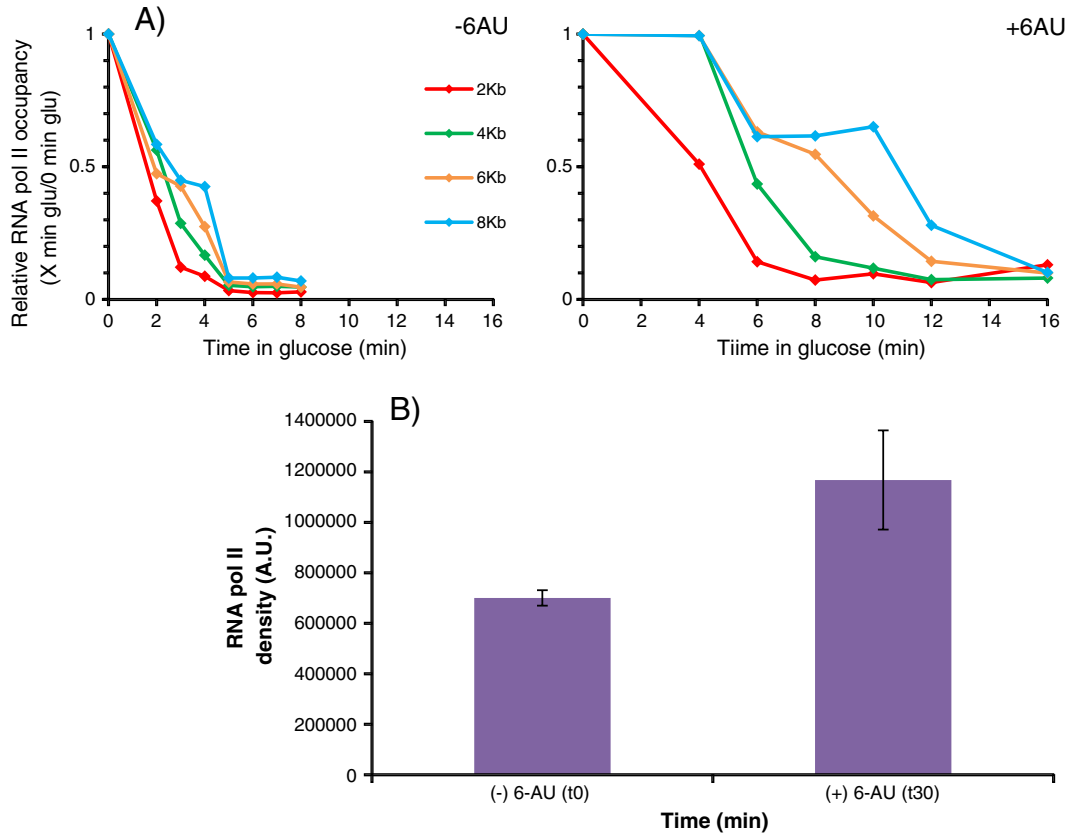 A)
-6AU
+6AU
Relative RNA pol II occupancy
(X min glu/0 min glu)
1
0.5
0
2Kb
4Kb
6Kb
8Kb
0 2 4 6 8 10 12 14 16
Time in glucose (min)
1
0.5
0
0 2 4 6 8 10 12 14 16
Tiime in glucose (min)
B)
RNA pol II
density (A.U.)
1400000
1200000
1000000
800000
600000
400000
200000
0
(-) 6-AU (t0)
(+) 6-AU (t30)
Time (min)